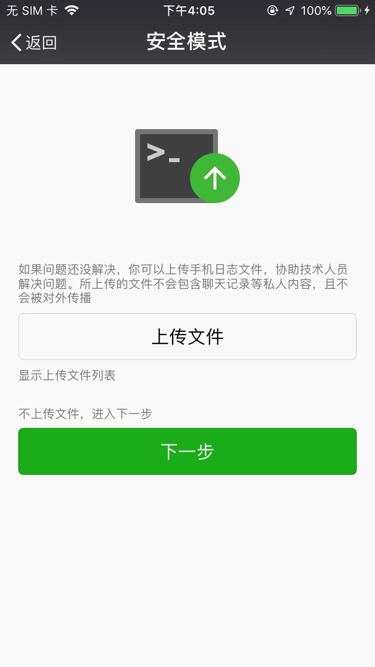 无 SIM 卡 下午4:05 100%
返回 安全模式
>_
如果问题还没解决，你可以上传手机日志文件，协助技术人员
解决问题。所上传的文件不会包含聊天记录等私人内容，且不
会被对外传播
上传文件
显示上传文件列表
不上传文件，进入下一步
下一步